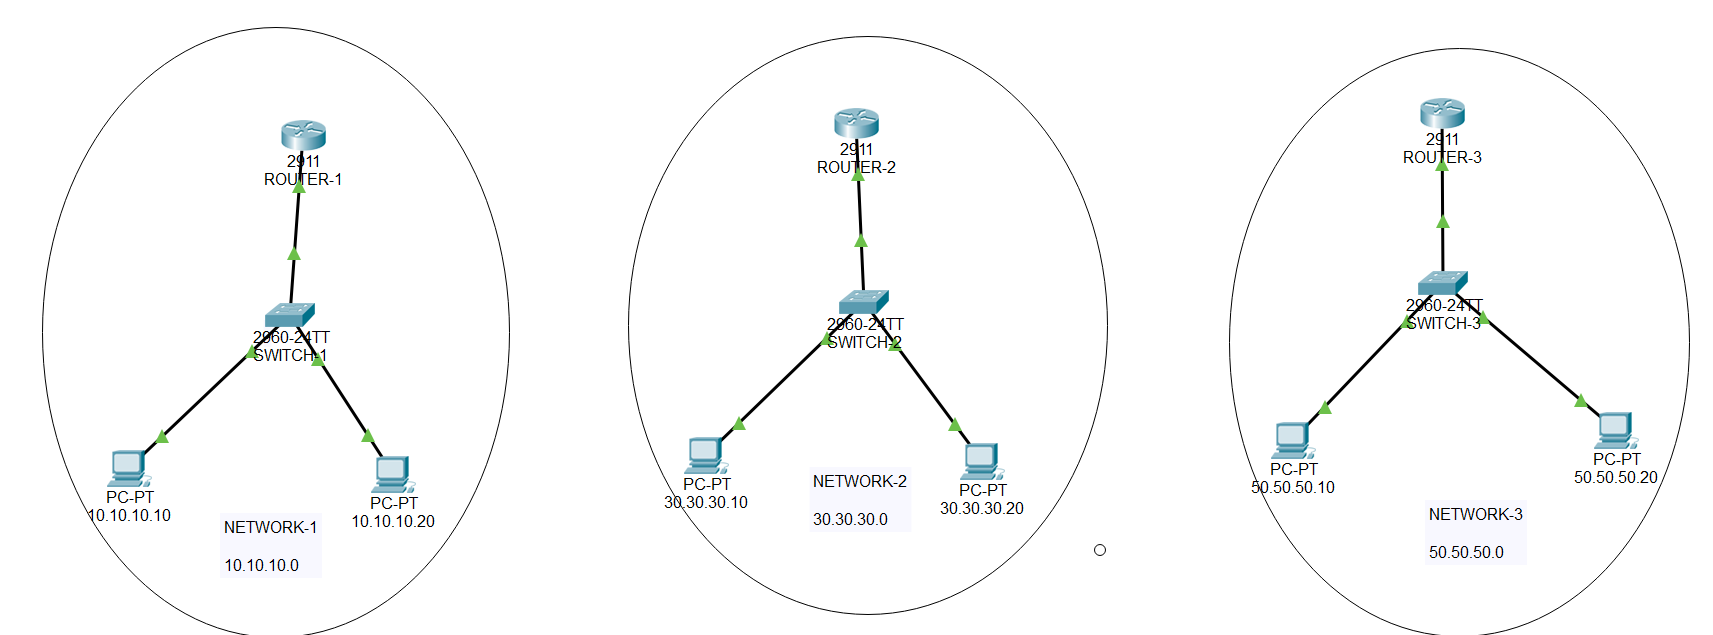 2911
ROUTER-1
2960-24TT
SWITCH-1
PC-PT
10.10.10.10
PC-PT
10.10.10.20
NETWORK-1
10.10.10.0
2911
ROUTER-2
2960-24TT
SWITCH-2
PC-PT
30.30.30.10
PC-PT
30.30.30.20
NETWORK-2
30.30.30.0
2911
ROUTER-3
2960-24TT
SWITCH-3
PC-PT
50.50.50.10
PC-PT
50.50.50.20
NETWORK-3
50.50.50.0